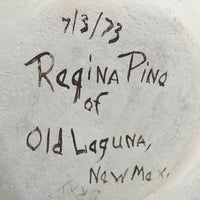 7/3/73
Regina Pino
of
Old Laguna,
New Mex.